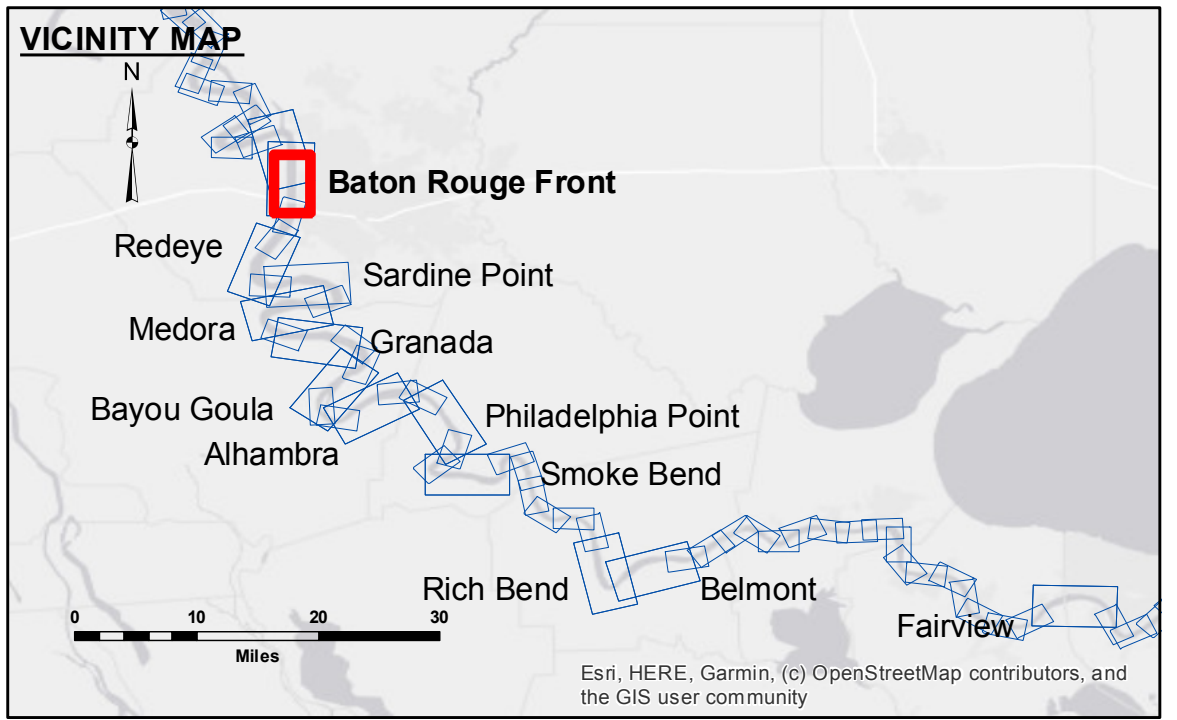 VICINITY MAP
N
Baton Rouge Front
Redeye
Sardine Point
Medora
Granada
Bayou Goula
Philadelphia Point
Alhambra
Smoke Bend
Rich Bend
Belmont
Fairview
0 10 20 30
Miles
Esri, HERE, Garmin, (c) OpenStreetMap contributors, and
the GIS user community